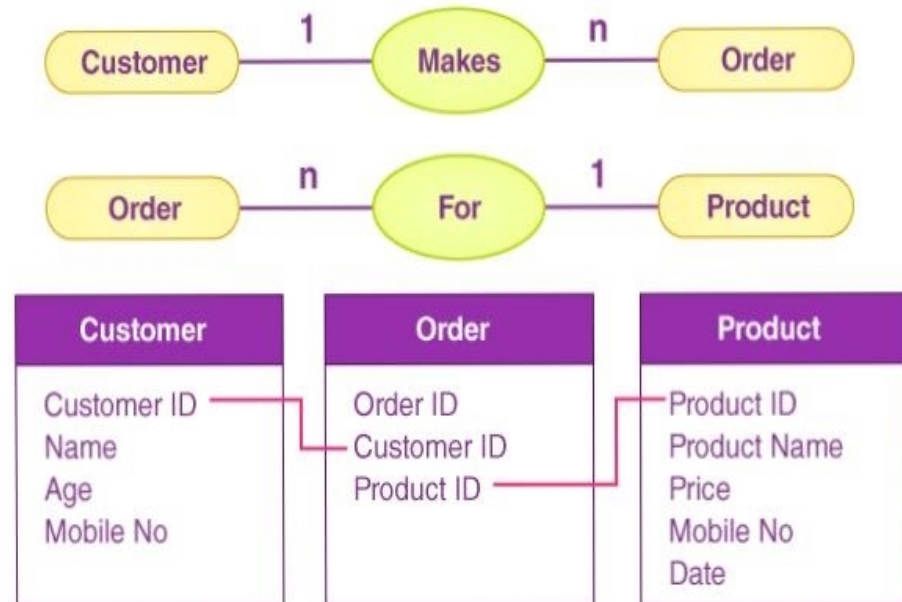 Customer 1 Makes n Order
Order n For 1 Product
Customer
Customer ID
Name
Age
Mobile No
Order
Order ID
Customer ID
Product ID
Product
Product ID
Product Name
Price
Mobile No
Date